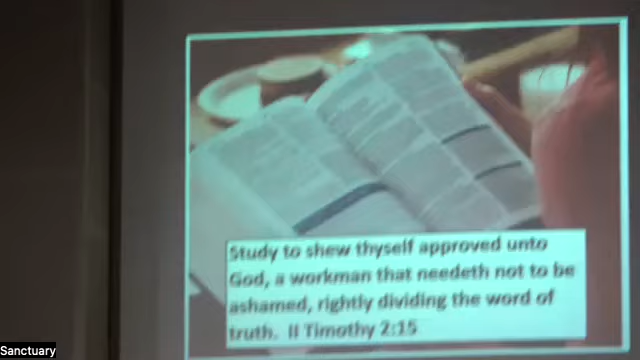 Study to shew thyself approved unto
God, a workman that needeth not to be
ashamed, rightly dividing the word of
truth. II Timothy 2:15
Sanctuary